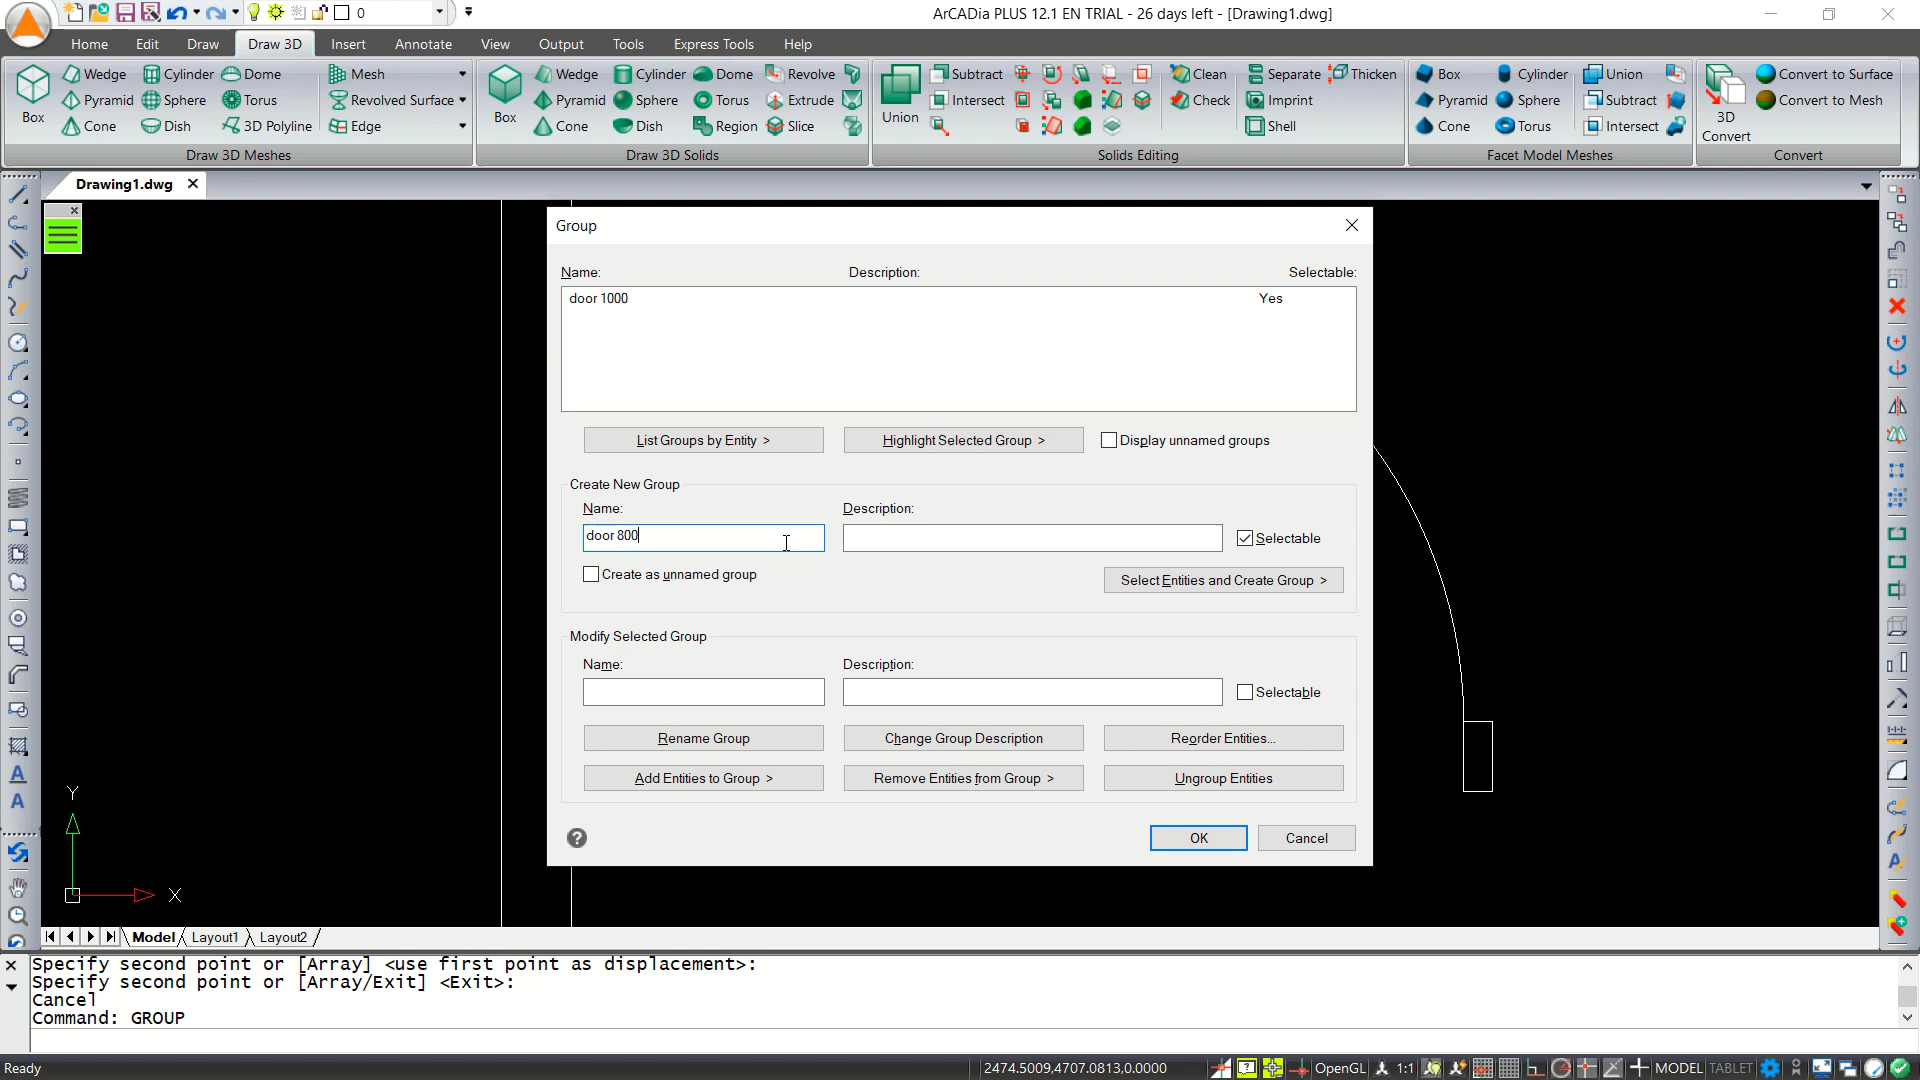 0
ArCADia PLUS 12.1 EN TRIAL - 26 days left - [Drawing1.dwg]
Home Edit Draw Draw 3D Insert Annotate View Output Tools Express Tools Help
Box
Wedge Cylinder Dome
Pyramid Sphere Torus
Cone Dish 3D Polyline
Mesh
Revolved Surface
Edge
Draw 3D Meshes
Box
Wedge Cylinder Dome Revolve
Pyramid Sphere Torus Extrude
Cone Dish Region Slice
Draw 3D Solids
Union
Subtract
Intersect
Clean
Check
Separate Thicken
Imprint
Shell
Solids Editing
Box Cylinder Union
Pyramid Sphere Subtract
Cone Torus Intersect
Facet Model Meshes
3D
Convert
Convert to Surface
Convert to Mesh
Convert
Drawing1.dwg
Group
Name: Description: Selectable:
door 1000 Yes
List Groups by Entity > Highlight Selected Group > Display unnamed groups
Create New Group
Name: Description:
door 800 Selectable
Create as unnamed group Select Entities and Create Group >
Modify Selected Group
Name: Description:
Selectable
Rename Group Change Group Description Reorder Entities...
Add Entities to Group > Remove Entities from Group > Ungroup Entities
? OK Cancel
Y
X
Model Layout1 Layout2
Specify second point or [Array] <use first point as displacement>:
Specify second point or [Array/Exit] <Exit>:
Cancel
Command: GROUP
Ready 2474.5009,4707.0813,0.0000 OpenGL 1:1 MODEL TABLET